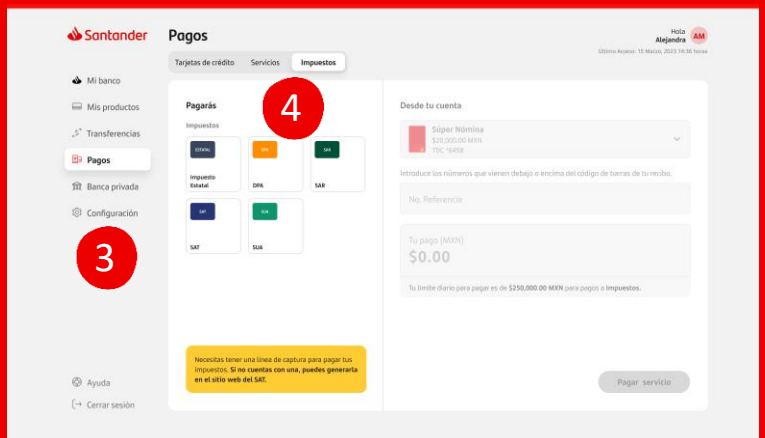 Santander
Pagos
Hola
Alejandra
AM
Último Acceso: 15 Marzo, 2023 14:36 horas
Tarjetas de crédito
Servicios
Impuestos
Mi banco
Mis productos
Transferencias
Pagos
Banca privada
Configuración
3
Ayuda
Cerrar sesión
Pagarás
4
Impuestos
ESTATAL
DPA
SAR
Impuesto
Estatal
DPA
SAR
SAT
SUA
SAT
SUA
Necesitas tener una línea de captura para pagar tus
impuestos. Si no cuentas con una, puedes generarla
en el sitio web del SAT.
Desde tu cuenta
Súper Nómina
$20,000.00 MXN
TDC *6458
Introduce los números que vienen debajo o encima del código de barras de tu recibo.
No. Referencia
Tu pago (MXN)
$0.00
Tu límite diario para pagar es de $250,000.00 MXN para pagos a Impuestos.
Pagar servicio